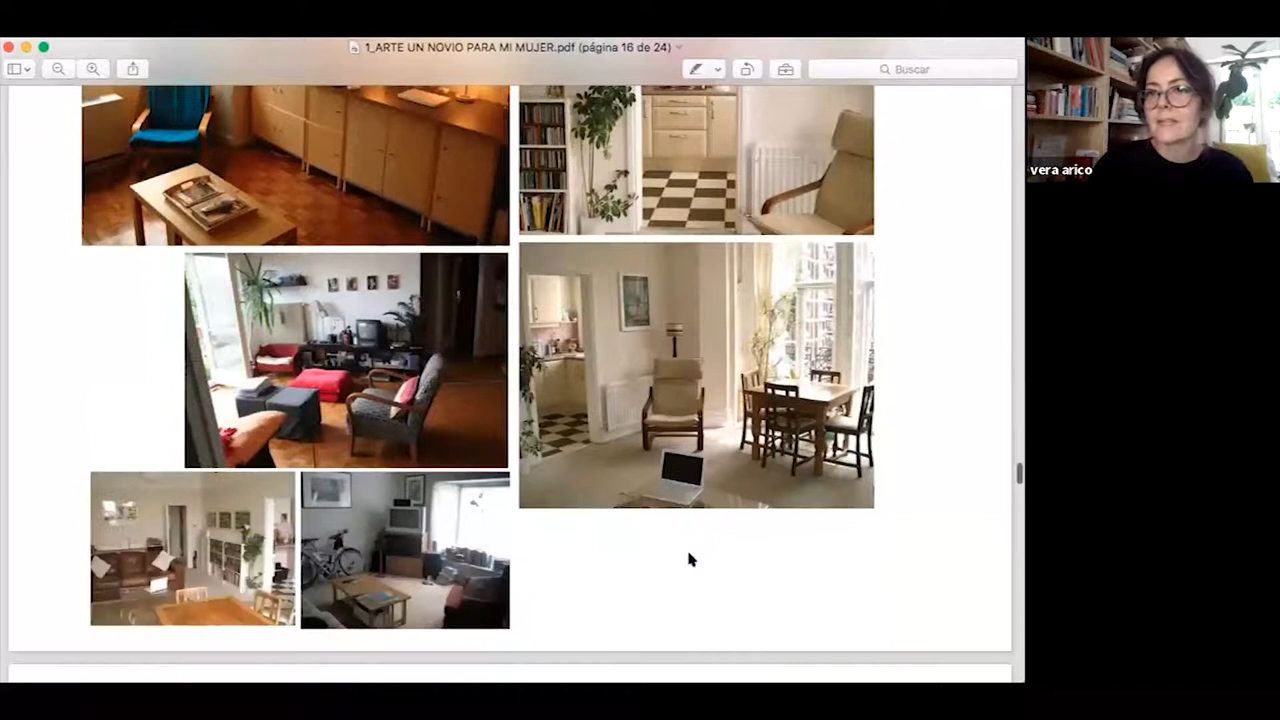 1_ARTE UN NOVIO PARA MI MUJER.pdf (página 16 de 24)
Buscar
vera arico